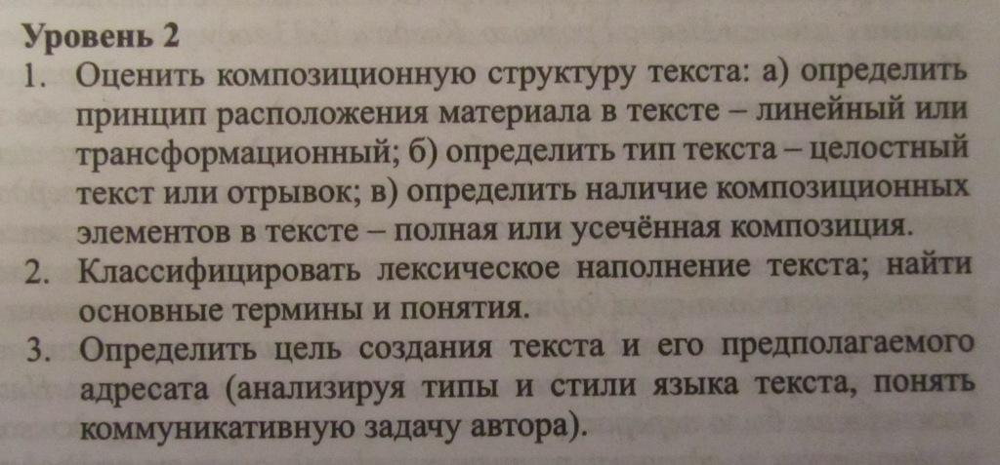 Уровень 2
1. Оценить композиционную структуру текста: а) определить
принцип расположения материала в тексте – линейный или
трансформационный; б) определить тип текста – целостный
текст или отрывок; в) определить наличие композиционных
элементов в тексте – полная или усечённая композиция.
2. Классифицировать лексическое наполнение текста; найти
основные термины и понятия.
3. Определить цель создания текста и его предполагаемого
адресата (анализируя типы и стили языка текста, понять
коммуникативную задачу автора).